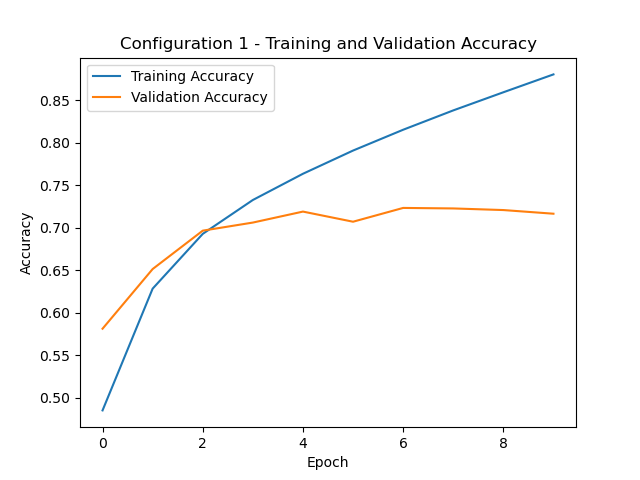 Configuration 1 - Training and Validation Accuracy
Training Accuracy
Validation Accuracy
0.85
0.80
0.75
0.70
0.65
0.60
0.55
0.50
Accuracy
0 2 4 6 8
Epoch